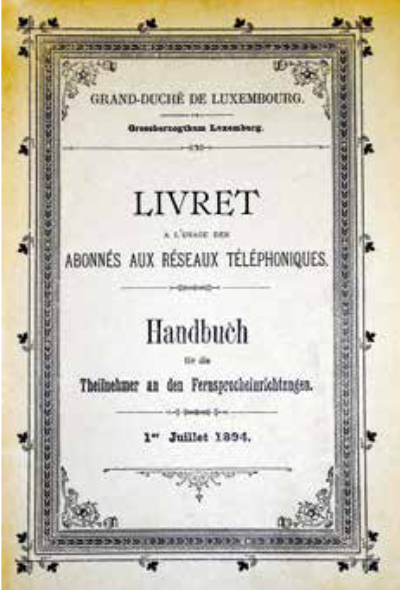 GRAND-DUCHÉ DE LUXEMBOURG.
Grossherzogthum Luxemburg.
LIVRET
A L'USAGE DES
ABONNÉS AUX RÉSEAUX TÉLÉPHONIQUES.
Handbuch
für die
Theilnehmer an den Fernsprecheinrichtungen.
1er Juillet 1894.